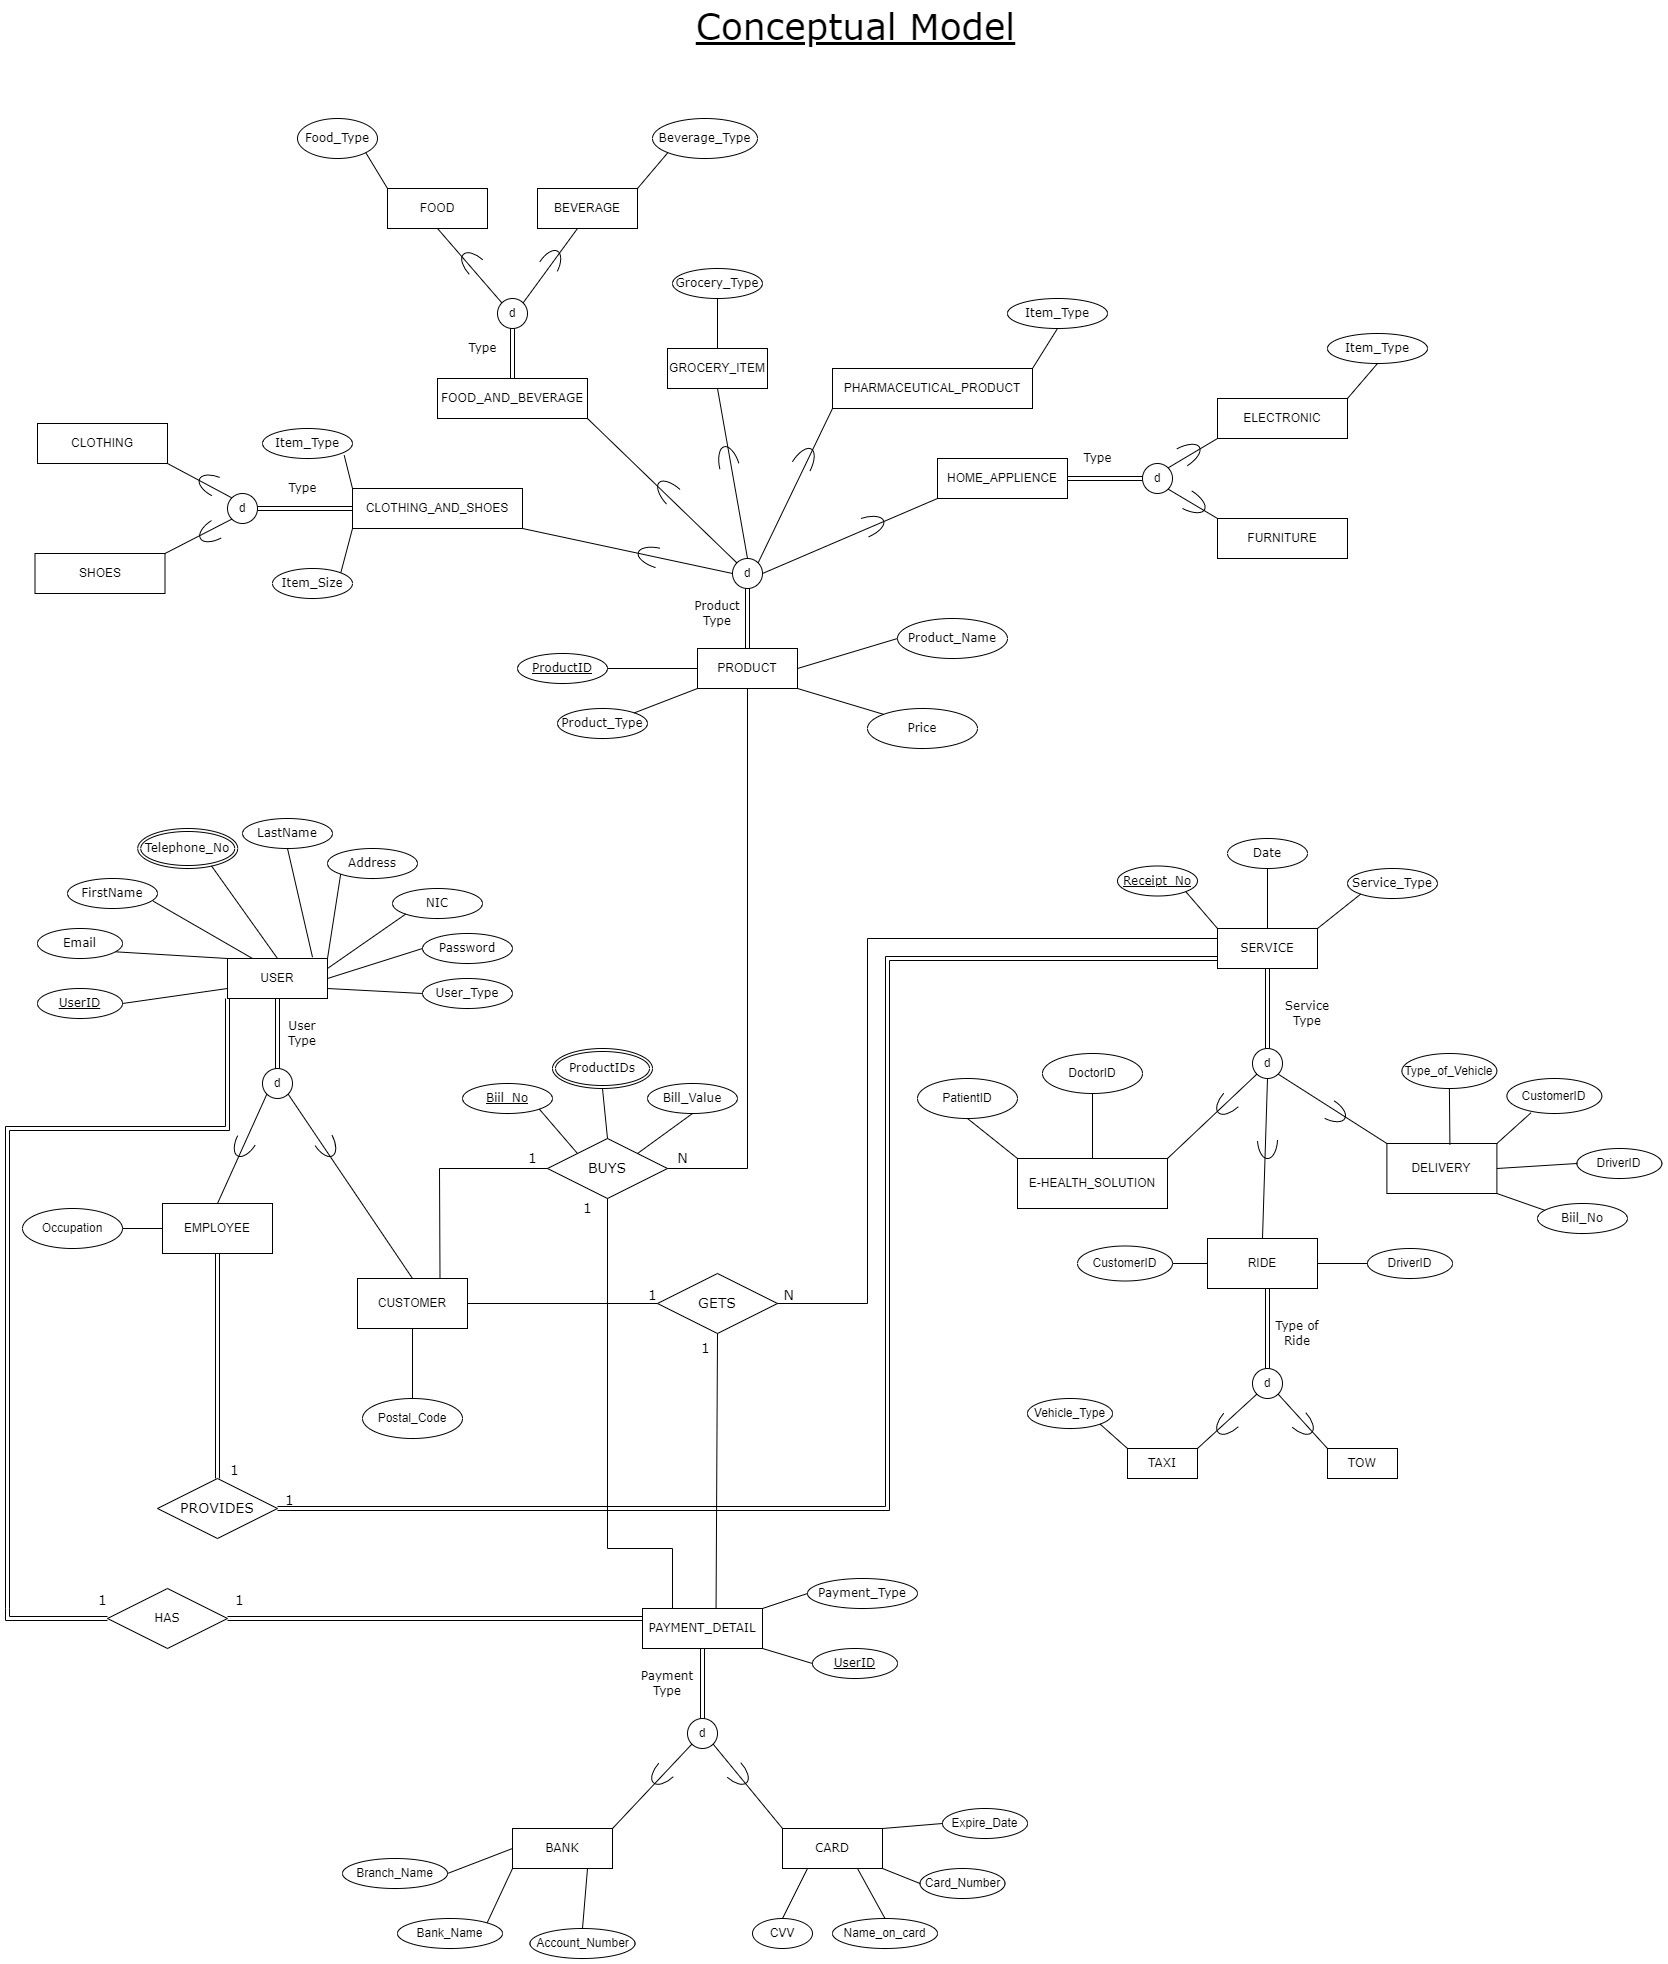 Conceptual Model
Food_Type
Beverage_Type
FOOD
BEVERAGE
d
Type
FOOD_AND_BEVERAGE
Grocery_Type
GROCERY_ITEM
Item_Type
PHARMACEUTICAL_PRODUCT
Item_Type
ELECTRONIC
HOME_APPLIENCE
Type
d
FURNITURE
CLOTHING
Item_Type
Type
d
CLOTHING_AND_SHOES
SHOES
Item_Size
d
Product
Type
Product_Name
ProductID
PRODUCT
Product_Type
Price
LastName
Telephone_No
Address
FirstName
NIC
Email
Password
USER
UserID
User_Type
User
Type
d
Date
Receipt_No
Service_Type
SERVICE
Service
Type
d
ProductIDs
Biil_No
Bill_Value
1
BUYS
N
1
DoctorID
PatientID
E-HEALTH_SOLUTION
Type_of_Vehicle
CustomerID
DELIVERY
DriverID
Biil_No
Occupation
EMPLOYEE
CUSTOMER
1
GETS
N
1
Postal_Code
CustomerID
RIDE
DriverID
Type of
Ride
d
Vehicle_Type
TAXI
TOW
1
PROVIDES
1
1
HAS
1
Payment_Type
PAYMENT_DETAIL
UserID
Payment
Type
d
BANK
CARD
Expire_Date
Branch_Name
Card_Number
Bank_Name
Account_Number
CVV
Name_on_card